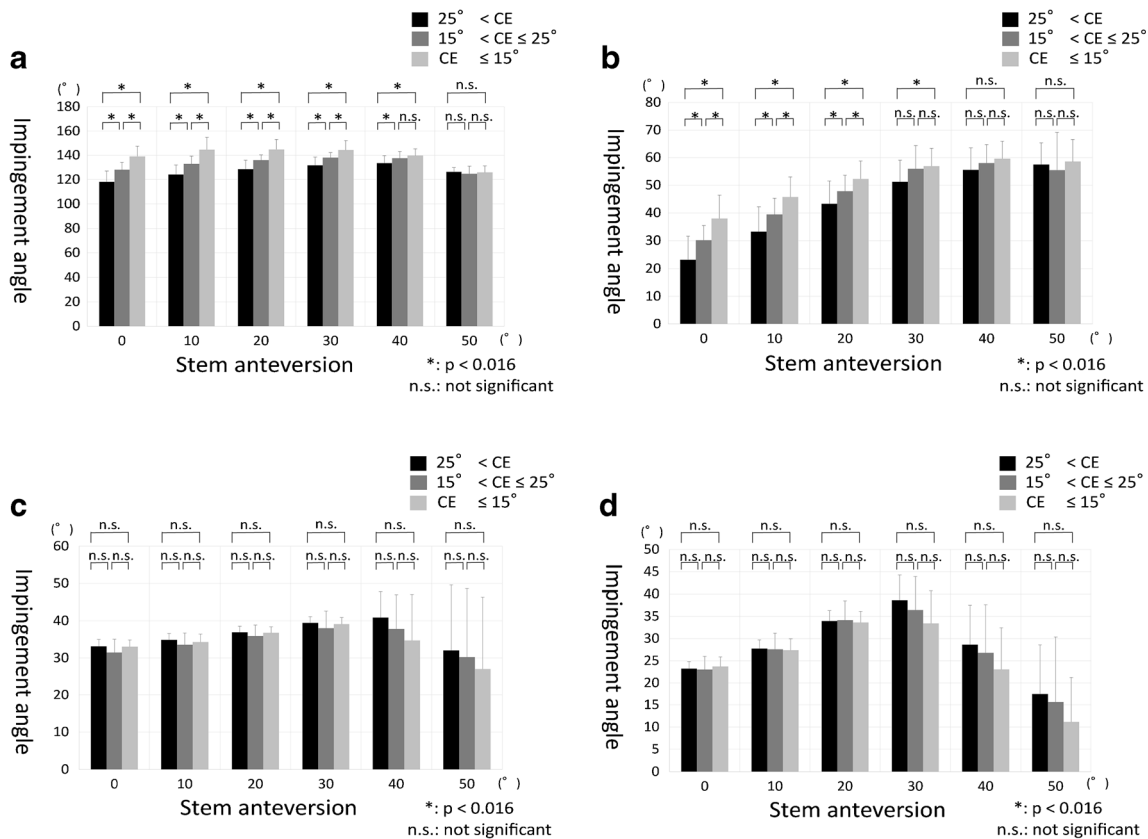 a
25° < CE
15° < CE ≤ 25°
CE ≤ 15°
(°)
* * * * * n.s.
* * * * * * * * * n.s. n.s. n.s.
180
160
140
120
100
80
60
40
20
0
Impingement angle
0 10 20 30 40 50 (°)
Stem anteversion
*: p < 0.016
n.s.: not significant
b
25° < CE
15° < CE ≤ 25°
CE ≤ 15°
(°)
* * * * n.s. n.s.
* * * * * * n.s. n.s. n.s. n.s. n.s. n.s.
80
70
60
50
40
30
20
10
0
Impingement angle
0 10 20 30 40 50 (°)
Stem anteversion
*: p < 0.016
n.s.: not significant
c
25° < CE
15° < CE ≤ 25°
CE ≤ 15°
(°)
n.s. n.s. n.s. n.s. n.s. n.s.
n.s. n.s. n.s. n.s. n.s. n.s. n.s. n.s. n.s. n.s. n.s. n.s.
60
50
40
30
20
10
0
Impingement angle
0 10 20 30 40 50 (°)
Stem anteversion
*: p < 0.016
n.s.: not significant
d
25° < CE
15° < CE ≤ 25°
CE ≤ 15°
(°)
n.s. n.s. n.s. n.s. n.s. n.s.
n.s. n.s. n.s. n.s. n.s. n.s. n.s. n.s. n.s. n.s. n.s. n.s.
50
45
40
35
30
25
20
15
10
5
0
Impingement angle
0 10 20 30 40 50 (°)
Stem anteversion
*: p < 0.016
n.s.: not significant